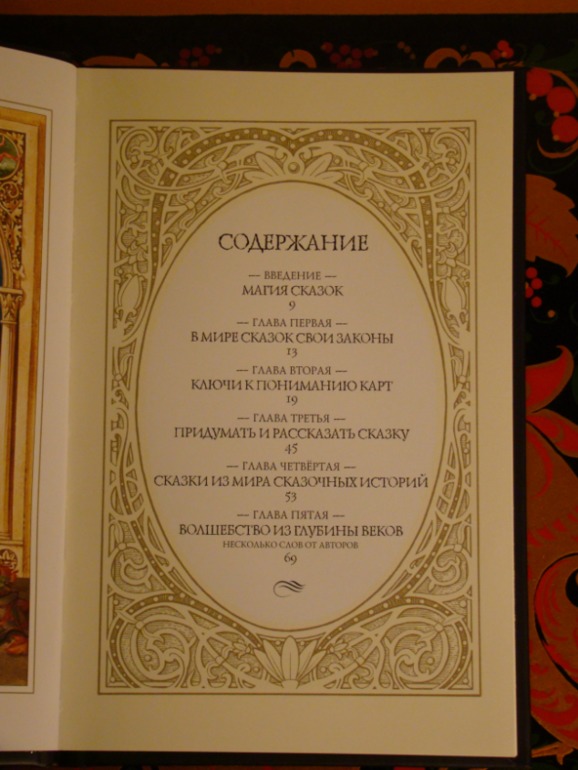 СОДЕРЖАНИЕ
— ВВЕДЕНИЕ —
МАГИЯ СКАЗОК
9
— ГЛАВА ПЕРВАЯ —
В МИРЕ СКАЗОК СВОИ ЗАКОНЫ
13
— ГЛАВА ВТОРАЯ —
КЛЮЧИ К ПОНИМАНИЮ КАРТ
19
— ГЛАВА ТРЕТЬЯ —
ПРИДУМАТЬ И РАССКАЗАТЬ СКАЗКУ
45
— ГЛАВА ЧЕТВЁРТАЯ —
СКАЗКИ ИЗ МИРА СКАЗОЧНЫХ ИСТОРИЙ
53
— ГЛАВА ПЯТАЯ —
ВОЛШЕБСТВО ИЗ ГЛУБИНЫ ВЕКОВ
НЕСКОЛЬКО СЛОВ ОТ АВТОРОВ
69